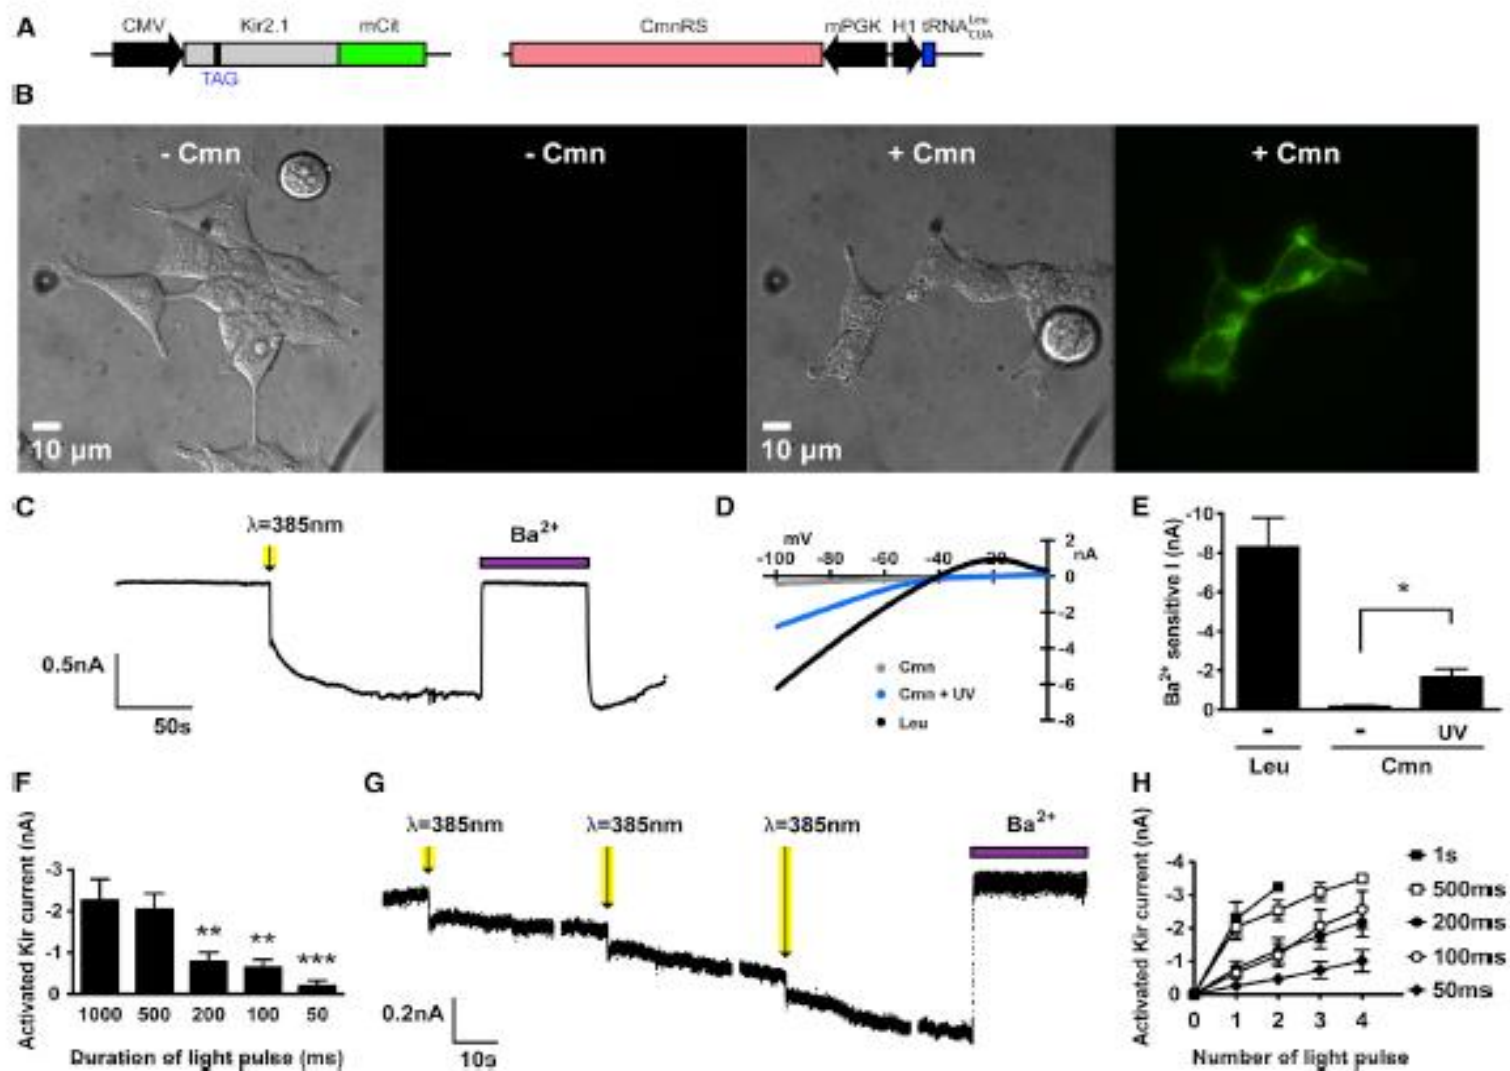 A
CMV Kir2.1 mCit CmnRS mPGK H1 tRNA Leu CUA
TAG
B
- Cmn - Cmn + Cmn + Cmn
10 µm 10 µm
C
λ=385nm Ba²⁺
0.5nA
50s
D
mV
nA
-100 -80 -60 -40 -20
2
0
-2
-4
-6
-8
Cmn
Cmn + UV
Leu
E
Ba²⁺ sensitive I (nA)
-10
-8
-6
-4
-2
0
*
- - UV
Leu Cmn
F
Activated Kir current (nA)
-3
-2
-1
0
** ** ***
1000 500 200 100 50
Duration of light pulse (ms)
G
λ=385nm λ=385nm λ=385nm Ba²⁺
0.2nA
10s
H
Activated Kir current (nA)
-4
-3
-2
-1
0
0 1 2 3 4
Number of light pulse
1s
500ms
200ms
100ms
50ms